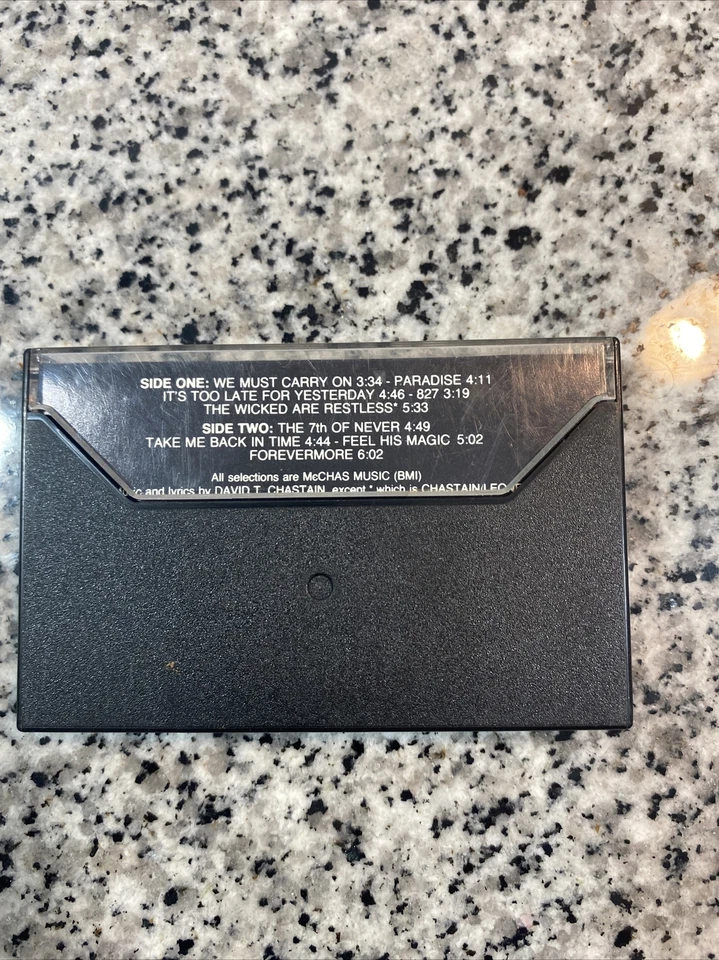 SIDE ONE: WE MUST CARRY ON 3:34 - PARADISE 4:11
IT'S TOO LATE FOR YESTERDAY 4:46 - 827 3:19
THE WICKED ARE RESTLESS* 5:33
SIDE TWO: THE 7th OF NEVER 4:49
TAKE ME BACK IN TIME 4:44 - FEEL HIS MAGIC 5:02
FOREVERMORE 6:02
All selections are McCHAS MUSIC (BMI)
and lyrics by DAVID T. CHASTAIN, except * which is